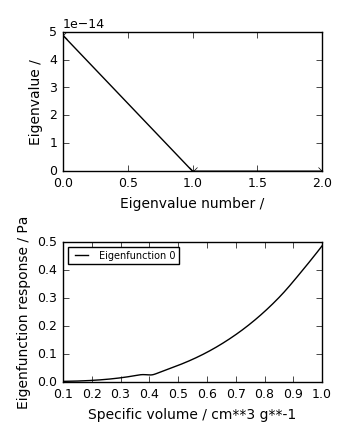 1e−14
5
4
3
2
1
0
Eigenvalue /
0.0 0.5 1.0 1.5 2.0
Eigenvalue number /
0.5
0.4
0.3
0.2
0.1
0.0
Eigenfunction response / Pa
Eigenfunction 0
0.1 0.2 0.3 0.4 0.5 0.6 0.7 0.8 0.9 1.0
Specific volume / cm**3 g**-1